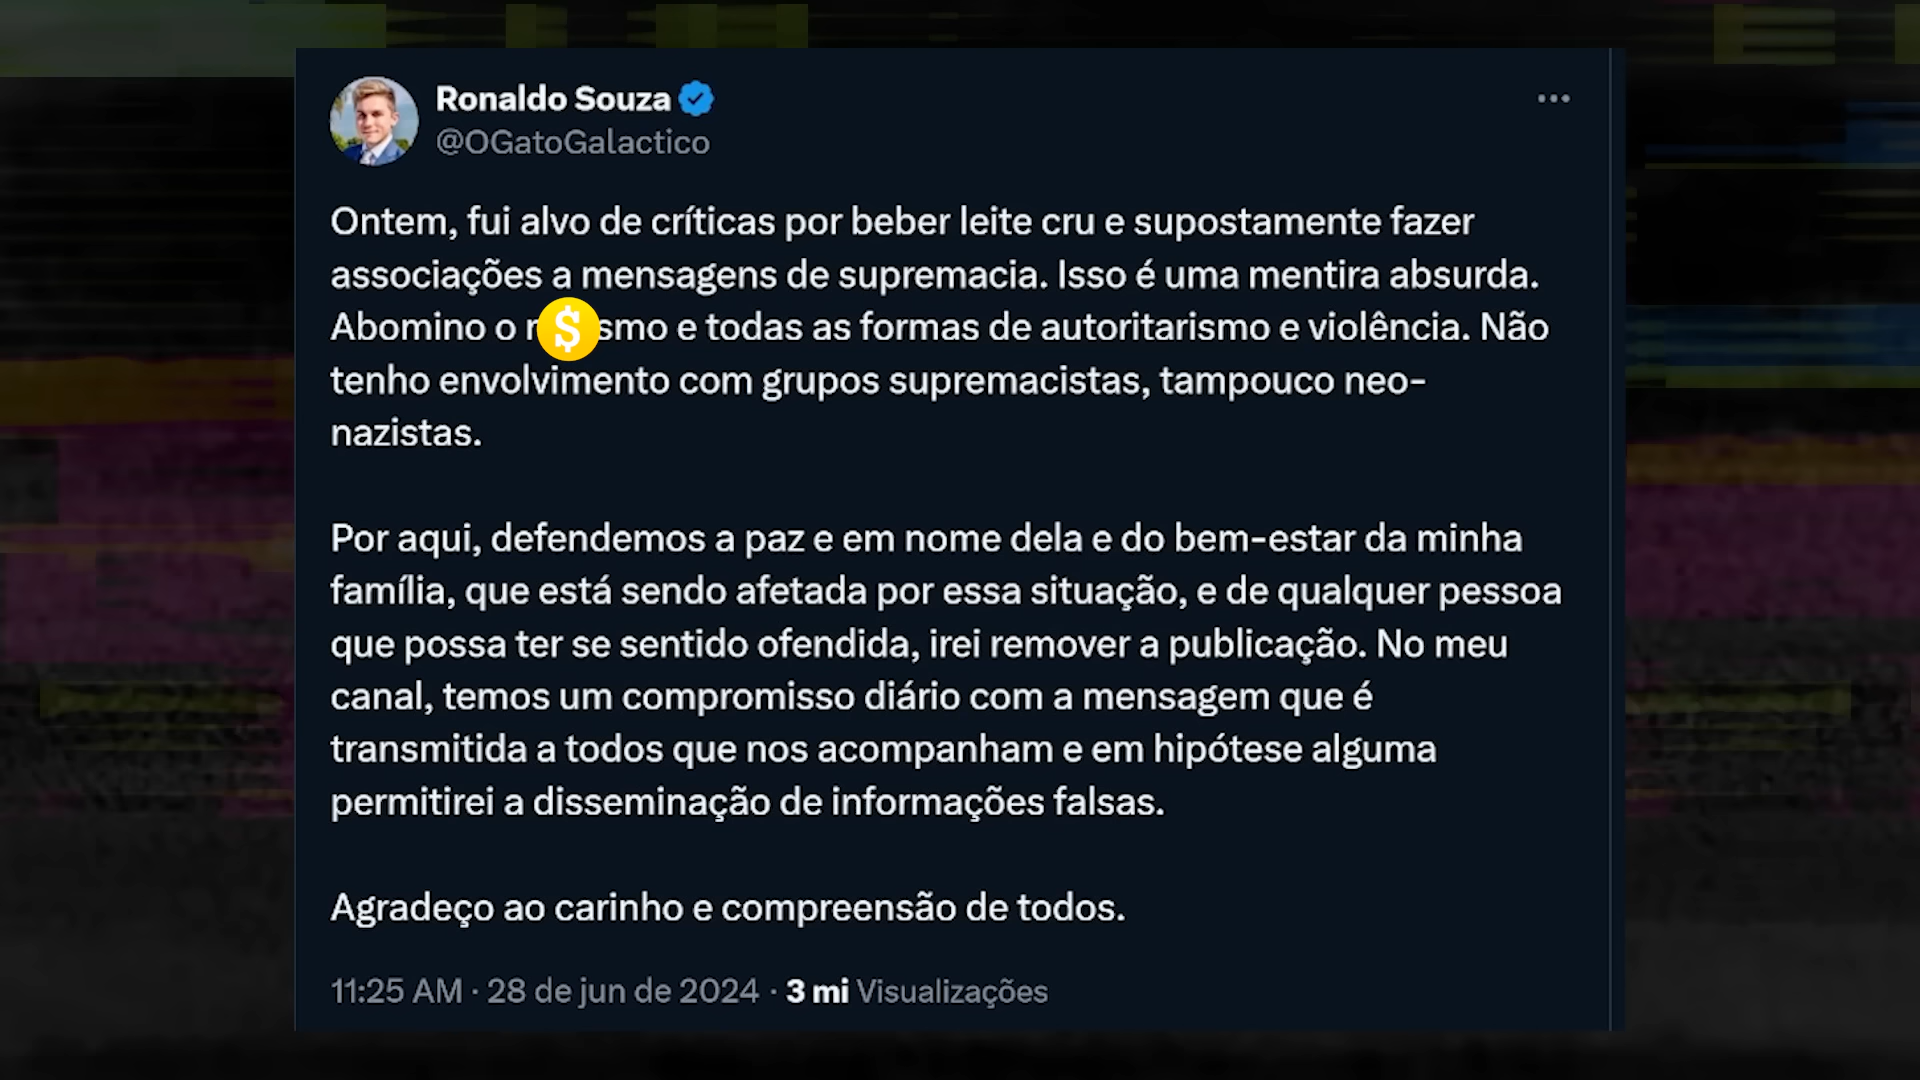 Ronaldo Souza
@OGatoGalactico
Ontem, fui alvo de críticas por beber leite cru e supostamente fazer
associações a mensagens de supremacia. Isso é uma mentira absurda.
Abomino o r$smo e todas as formas de autoritarismo e violência. Não
tenho envolvimento com grupos supremacistas, tampouco neo-
nazistas.
Por aqui, defendemos a paz e em nome dela e do bem-estar da minha
família, que está sendo afetada por essa situação, e de qualquer pessoa
que possa ter se sentido ofendida, irei remover a publicação. No meu
canal, temos um compromisso diário com a mensagem que é
transmitida a todos que nos acompanham e em hipótese alguma
permitirei a disseminação de informações falsas.
Agradeço ao carinho e compreensão de todos.
11:25 AM · 28 de jun de 2024 · 3 mi Visualizações